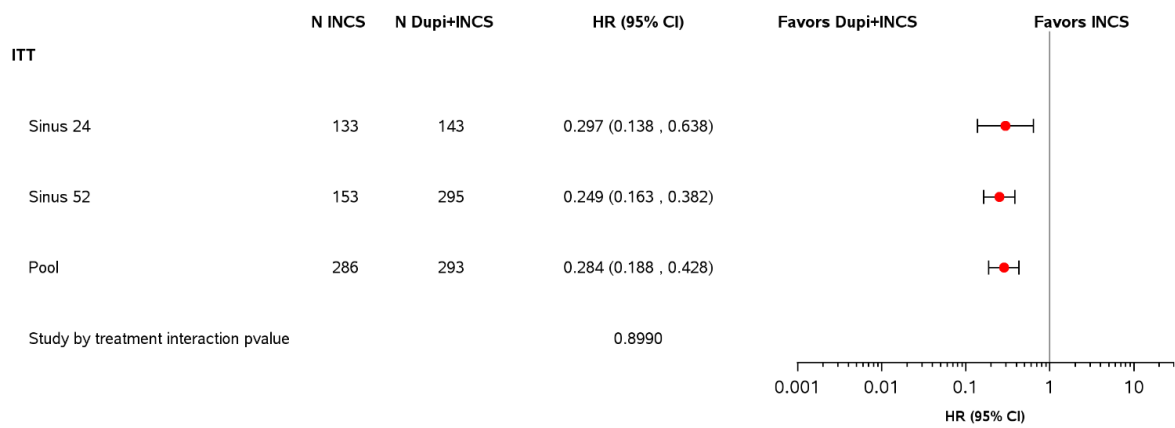 N INCS N Dupi+INCS HR (95% CI) Favors Dupi+INCS Favors INCS
ITT
Sinus 24 133 143 0.297 (0.138 , 0.638)
Sinus 52 153 295 0.249 (0.163 , 0.382)
Pool 286 293 0.284 (0.188 , 0.428)
Study by treatment interaction pvalue 0.8990
0.001 0.01 0.1 1 10
HR (95% CI)